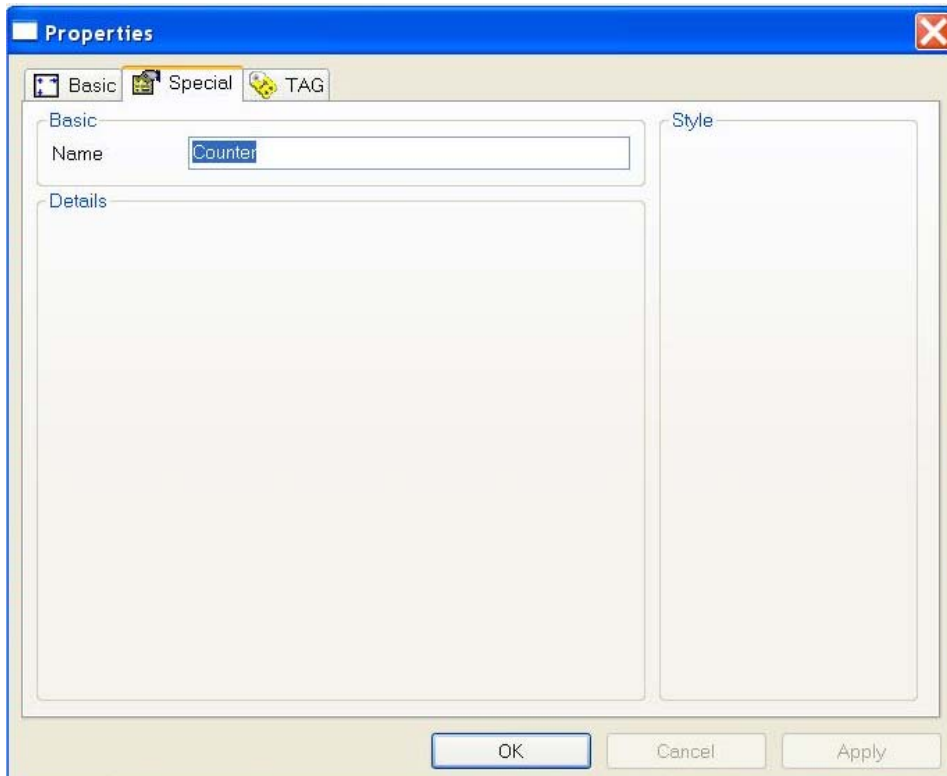 Properties
Basic Special TAG
Basic
Name Counter
Style
Details
OK Cancel Apply